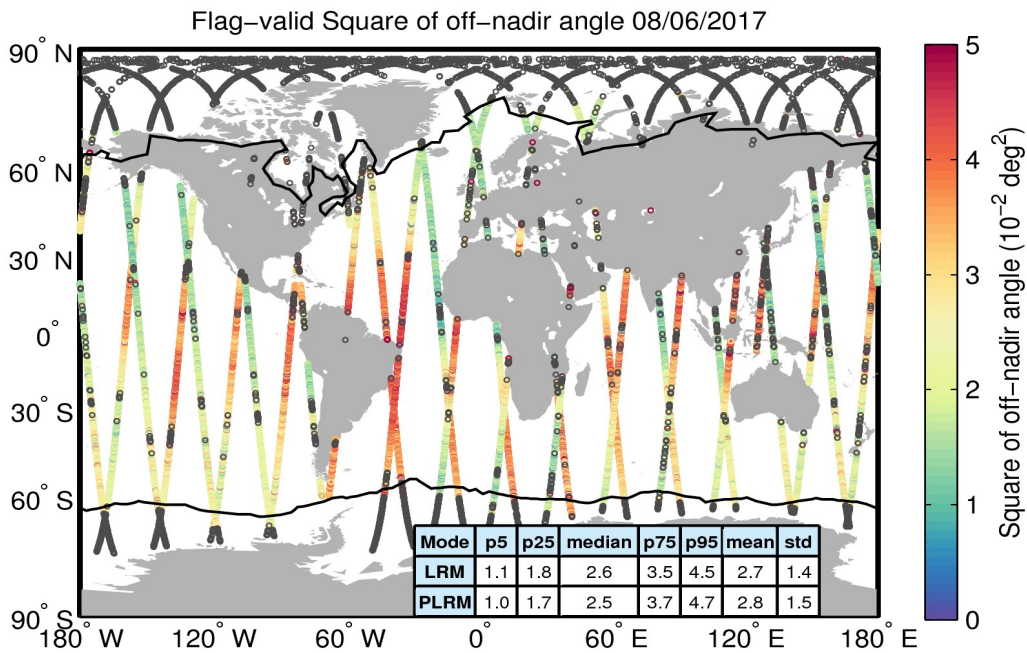 Flag−valid Square of off−nadir angle 08/06/2017
90° N
60° N
30° N
0°
30° S
60° S
90° S
180° W
120° W
60° W
0°
60° E
120° E
180° E
Mode p5 p25 median p75 p95 mean std
LRM 1.1 1.8 2.6 3.5 4.5 2.7 1.4
PLRM 1.0 1.7 2.5 3.7 4.7 2.8 1.5
5
4
3
2
1
0
Square of off−nadir angle (10⁻² deg²)